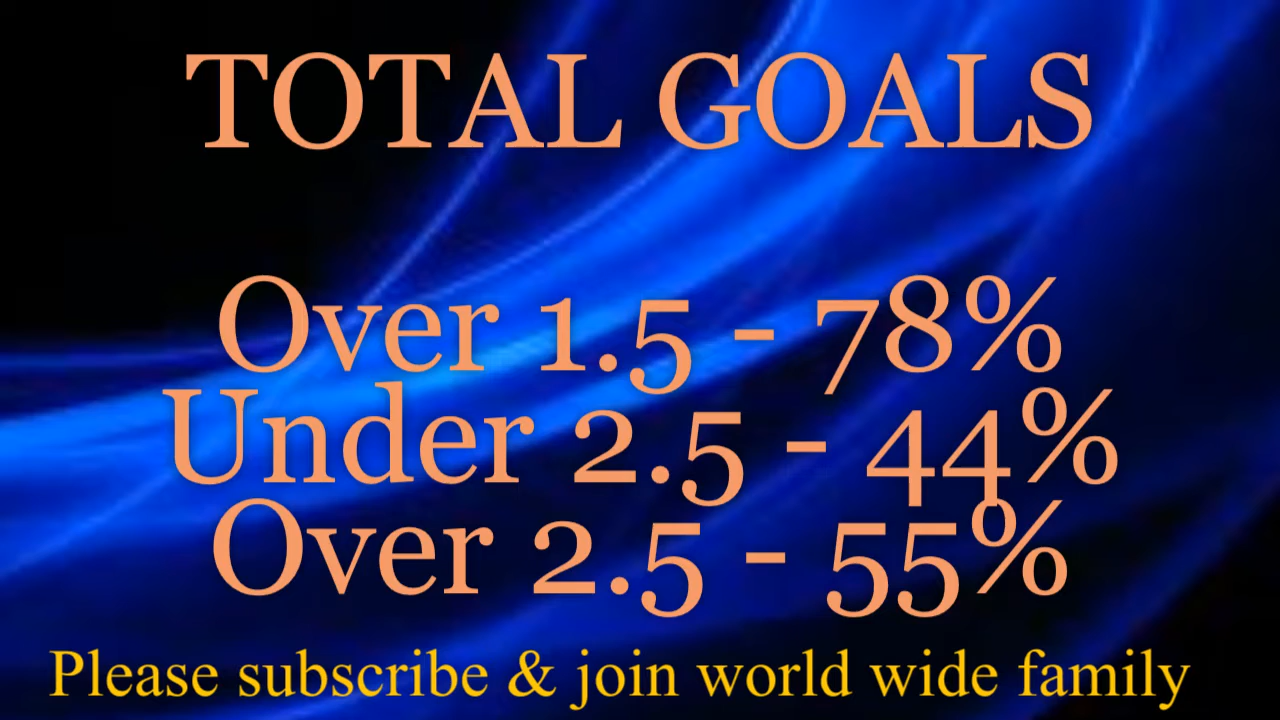 TOTAL GOALS
Over 1.5 - 78%
Under 2.5 - 44%
Over 2.5 - 55%
Please subscribe & join world wide family